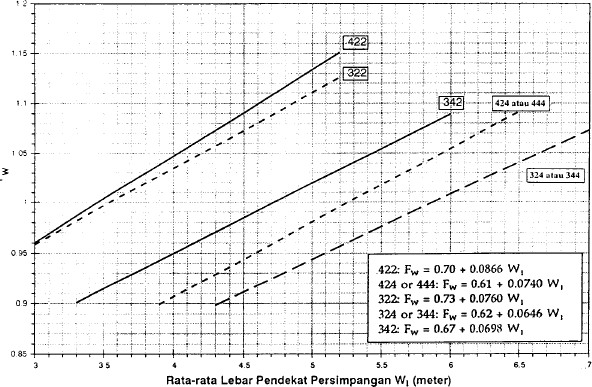 1.2
422
322
1.15
342
424 atau 444
1.1
1.05
324 atau 344
w
1
0.95
422: Fw = 0.70 + 0.0866 W1
424 or 444: Fw = 0.61 + 0.0740 W1
322: Fw = 0.73 + 0.0760 W1
324 or 344: Fw = 0.62 + 0.0646 W1
342: Fw = 0.67 + 0.0698 W1
0.9
0.85
3 3.5 4 4.5 5 5.5 6 6.5 7
Rata-rata Lebar Pendekat Persimpangan W1 (meter)